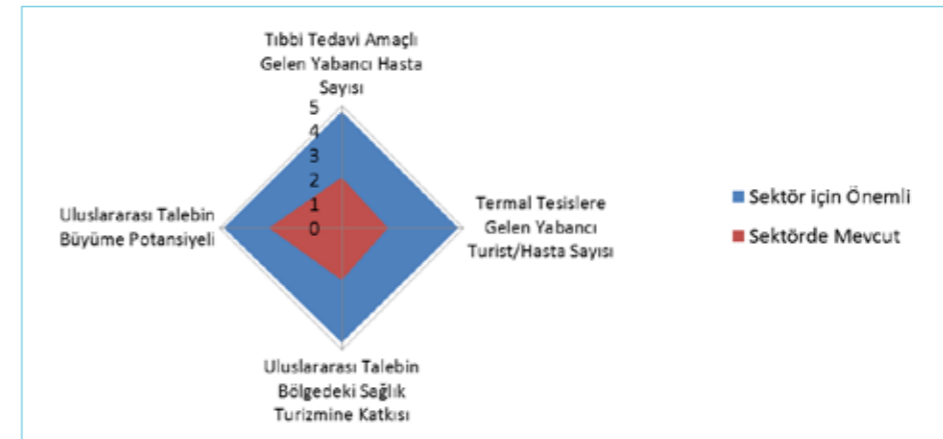 Tıbbi Tedavi Amaçlı
Gelen Yabancı Hasta
Sayısı
5
4
3
2
1
0
Uluslararası Talebin
Büyüme Potansiyeli
Termal Tesislere
Gelen Yabancı
Turist/Hasta Sayısı
Uluslararası Talebin
Bölgedeki Sağlık
Turizmine Katkısı
Sektör için Önemli
Sektörde Mevcut